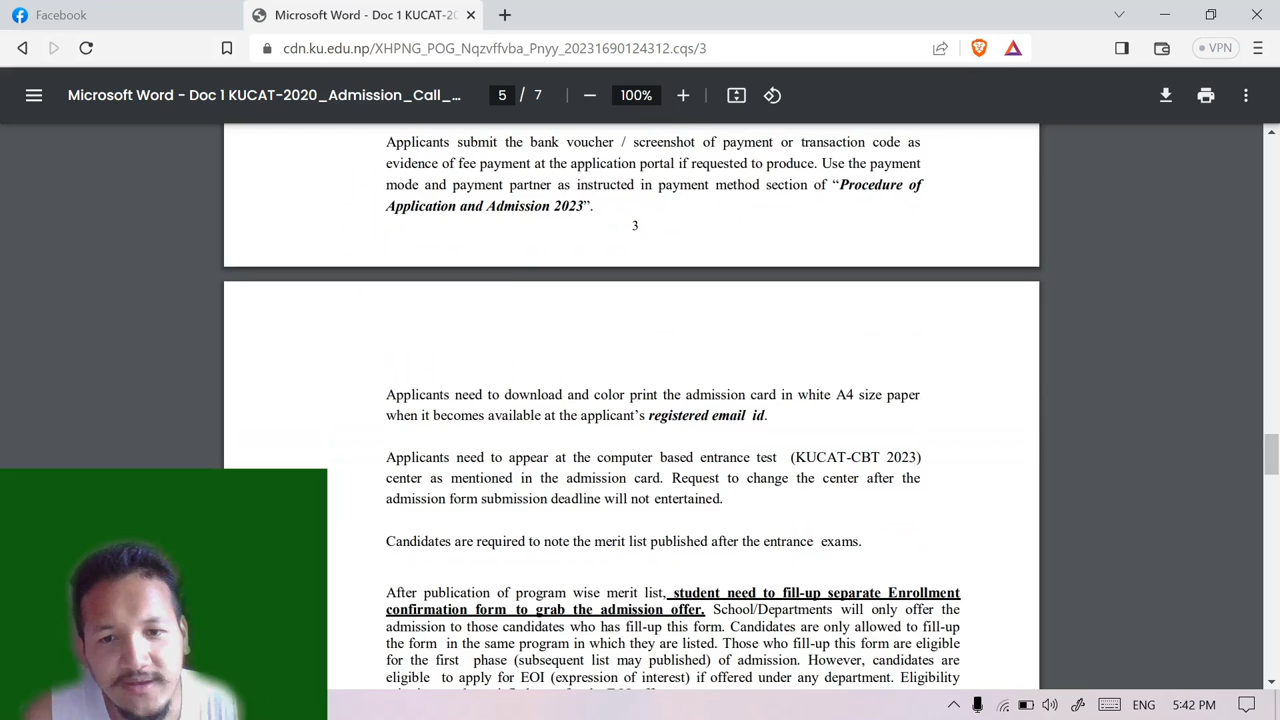 Facebook
Microsoft Word - Doc 1 KUCAT-20
cdn.ku.edu.np/XHPNG_POG_Nqzvffvba_Pnyy_20231690124312.cqs/3
VPN
Microsoft Word - Doc 1 KUCAT-2020_Admission_Call_...
5 / 7
100%
Applicants submit the bank voucher / screenshot of payment or transaction code as
evidence of fee payment at the application portal if requested to produce. Use the payment
mode and payment partner as instructed in payment method section of “Procedure of
Application and Admission 2023”.
3
Applicants need to download and color print the admission card in white A4 size paper
when it becomes available at the applicant’s registered email id.
Applicants need to appear at the computer based entrance test (KUCAT-CBT 2023)
center as mentioned in the admission card. Request to change the center after the
admission form submission deadline will not entertained.
Candidates are required to note the merit list published after the entrance exams.
After publication of program wise merit list, student need to fill-up separate Enrollment
confirmation form to grab the admission offer. School/Departments will only offer the
admission to those candidates who has fill-up this form. Candidates are only allowed to fill-up
the form in the same program in which they are listed. Those who fill-up this form are eligible
for the first phase (subsequent list may published) of admission. However, candidates are
eligible to apply for EOI (expression of interest) if offered under any department. Eligibility
ENG
5:42 PM